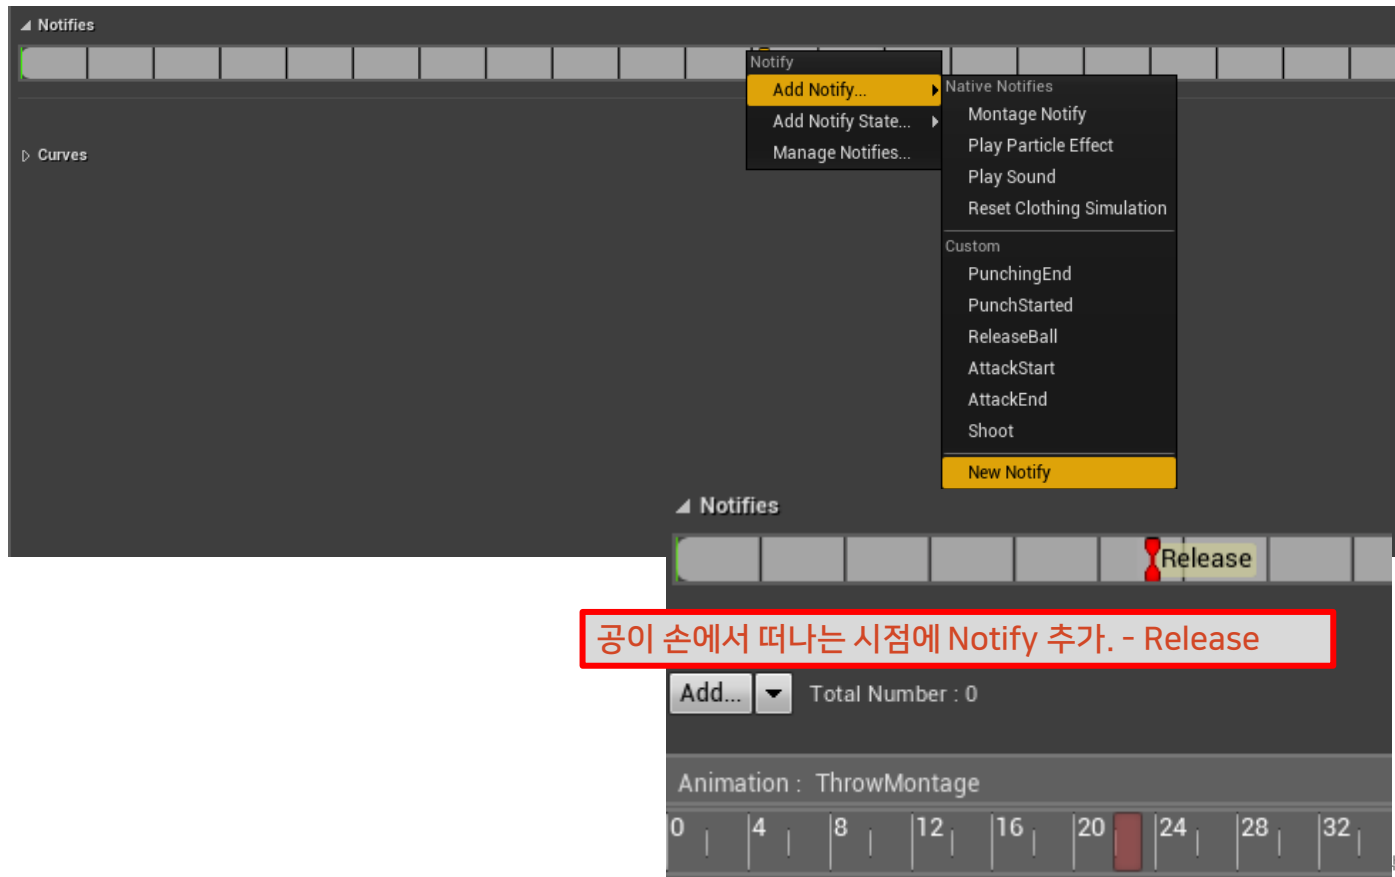 Notifies
Notify
Add Notify...
Add Notify State...
Manage Notifies...
Native Notifies
Montage Notify
Play Particle Effect
Play Sound
Reset Clothing Simulation
Custom
PunchingEnd
PunchStarted
ReleaseBall
AttackStart
AttackEnd
Shoot
New Notify
Curves
Notifies
Release
공이 손에서 떠나는 시점에 Notify 추가. - Release
Add... Total Number : 0
Animation : ThrowMontage
0 4 8 12 16 20 24 28 32